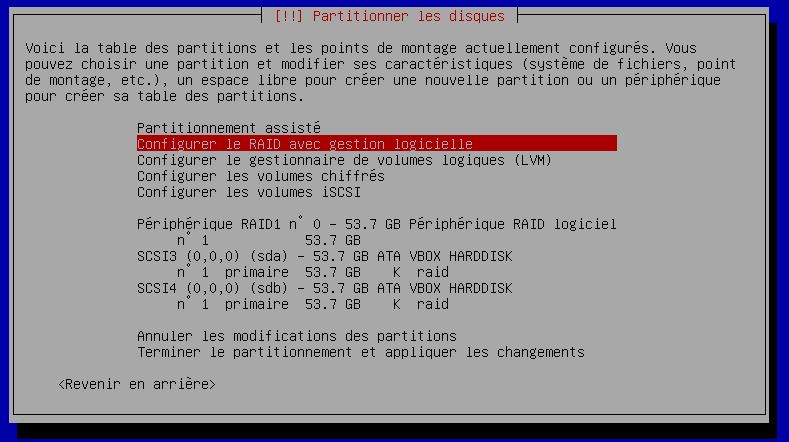 [!!] Partitionner les disques
Voici la table des partitions et les points de montage actuellement configurés. Vous
pouvez choisir une partition et modifier ses caractéristiques (système de fichiers, point
de montage, etc.), un espace libre pour créer une nouvelle partition ou un périphérique
pour créer sa table des partitions.
Partitionnement assisté
Configurer le RAID avec gestion logicielle
Configurer le gestionnaire de volumes logiques (LVM)
Configurer les volumes chiffrés
Configurer les volumes iSCSI
Périphérique RAID1 n° 0 - 53.7 GB Périphérique RAID logiciel
n° 1 53.7 GB
SCSI3 (0,0,0) (sda) - 53.7 GB ATA VBOX HARDDISK
n° 1 primaire 53.7 GB K raid
SCSI4 (0,0,0) (sdb) - 53.7 GB ATA VBOX HARDDISK
n° 1 primaire 53.7 GB K raid
Annuler les modifications des partitions
Terminer le partitionnement et appliquer les changements
<Revenir en arrière>